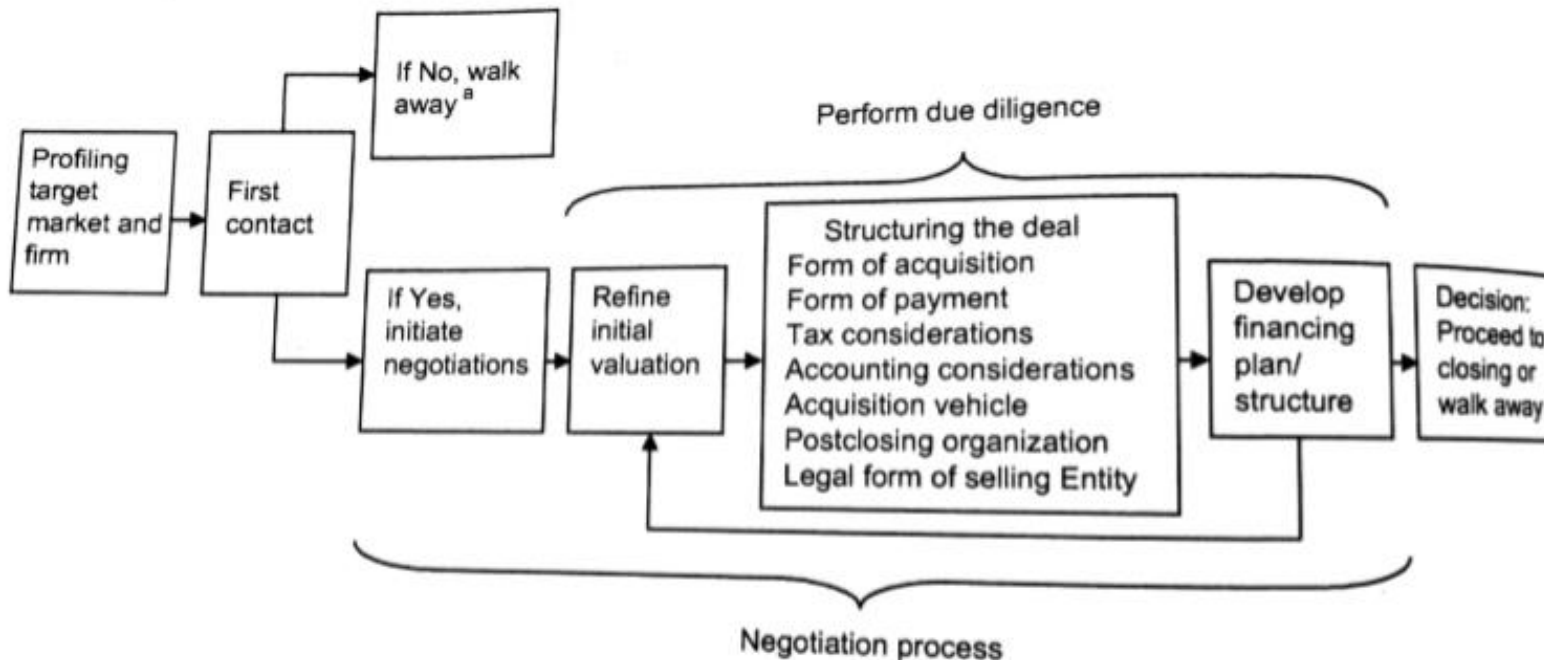 If No, walk
away a
Perform due diligence
Profiling
target
market and
firm
First
contact
If Yes,
initiate
negotiations
Refine
initial
valuation
Structuring the deal
Form of acquisition
Form of payment
Tax considerations
Accounting considerations
Acquisition vehicle
Postclosing organization
Legal form of selling Entity
Develop
financing
plan/
structure
Decision:
Proceed to
closing or
walk away
Negotiation process